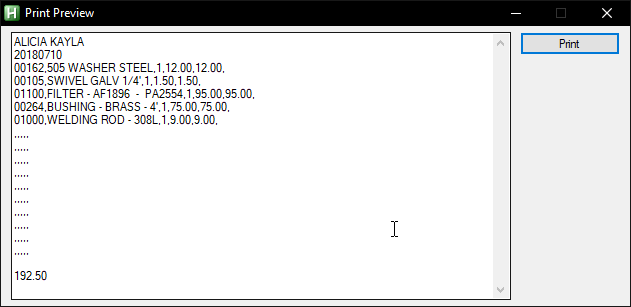 Print Preview
Print
ALICIA KAYLA
20180710
00162,505 WASHER STEEL,1,12.00,12.00,
00105,SWIVEL GALV 1/4',1,1.50,1.50,
01100,FILTER - AF1896  -  PA2554,1,95.00,95.00,
00264,BUSHING - BRASS - 4',1,75.00,75.00,
01000,WELDING ROD - 308L,1,9.00,9.00,
,,,,,
,,,,,
,,,,,
,,,,,
,,,,,
,,,,,
,,,,,
,,,,,
,,,,,
,,,,,
192.50